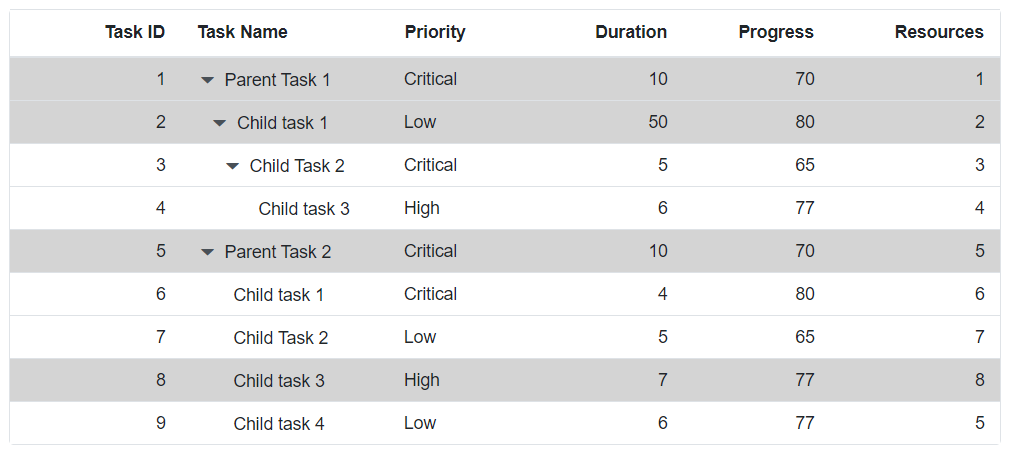 Task ID Task Name Priority Duration Progress Resources
1 Parent Task 1 Critical 10 70 1
2 Child task 1 Low 50 80 2
3 Child Task 2 Critical 5 65 3
4 Child task 3 High 6 77 4
5 Parent Task 2 Critical 10 70 5
6 Child task 1 Critical 4 80 6
7 Child Task 2 Low 5 65 7
8 Child task 3 High 7 77 8
9 Child task 4 Low 6 77 5